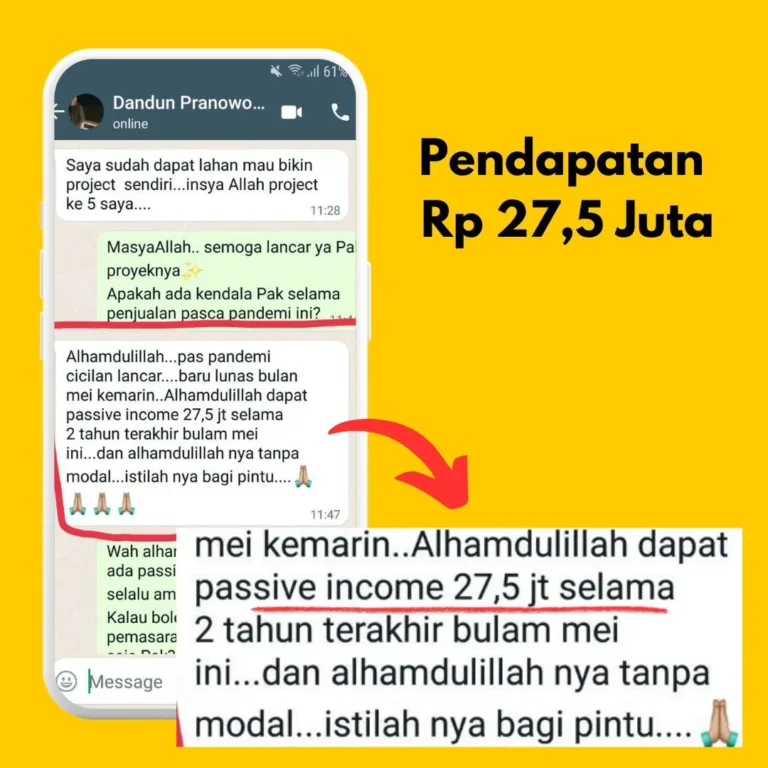 61%
Dandun Pranowo...
online
Saya sudah dapat lahan mau bikin
project sendiri...insya Allah project
ke 5 saya....
11:28
MasyaAllah.. semoga lancar ya Pa
proyeknya✨
Apakah ada kendala Pak selama
penjualan pasca pandemi ini?
Alhamdulillah...pas pandemi
cicilan lancar....baru lunas bulan
mei kemarin..Alhamdulillah dapat
passive income 27,5 jt selama
2 tahun terakhir bulam mei
ini...dan alhamdulillah nya tanpa
modal...istilah nya bagi pintu....🙏🏼
🙏🏼 🙏🏼 🙏🏼
11:47
Wah alhar
ada passi
selalu am
Kalau bol
pemasara
Message
Pendapatan
Rp 27,5 Juta
mei kemarin..Alhamdulillah dapat
passive income 27,5 jt selama
2 tahun terakhir bulam mei
ini...dan alhamdulillah nya tanpa
modal...istilah nya bagi pintu....🙏🏼